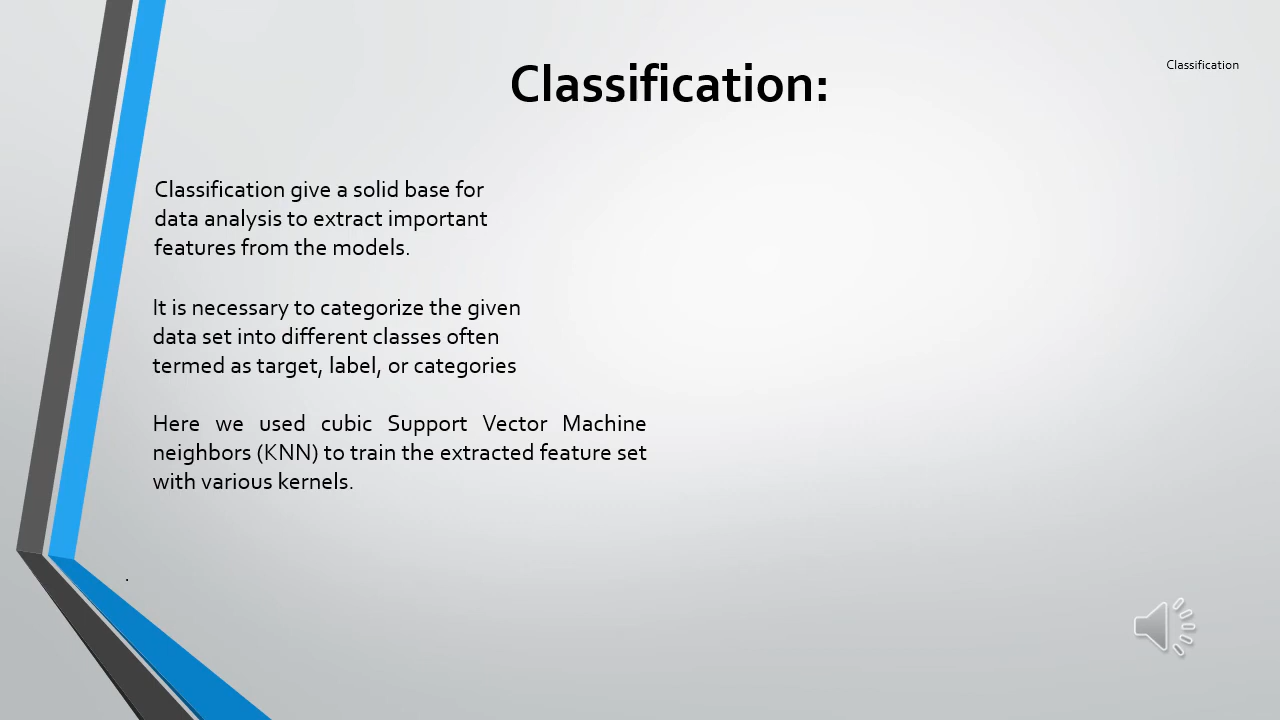 Classification
Classification:
Classification give a solid base for
data analysis to extract important
features from the models.
It is necessary to categorize the given
data set into different classes often
termed as target, label, or categories
Here we used cubic Support Vector Machine
neighbors (KNN) to train the extracted feature set
with various kernels.
.